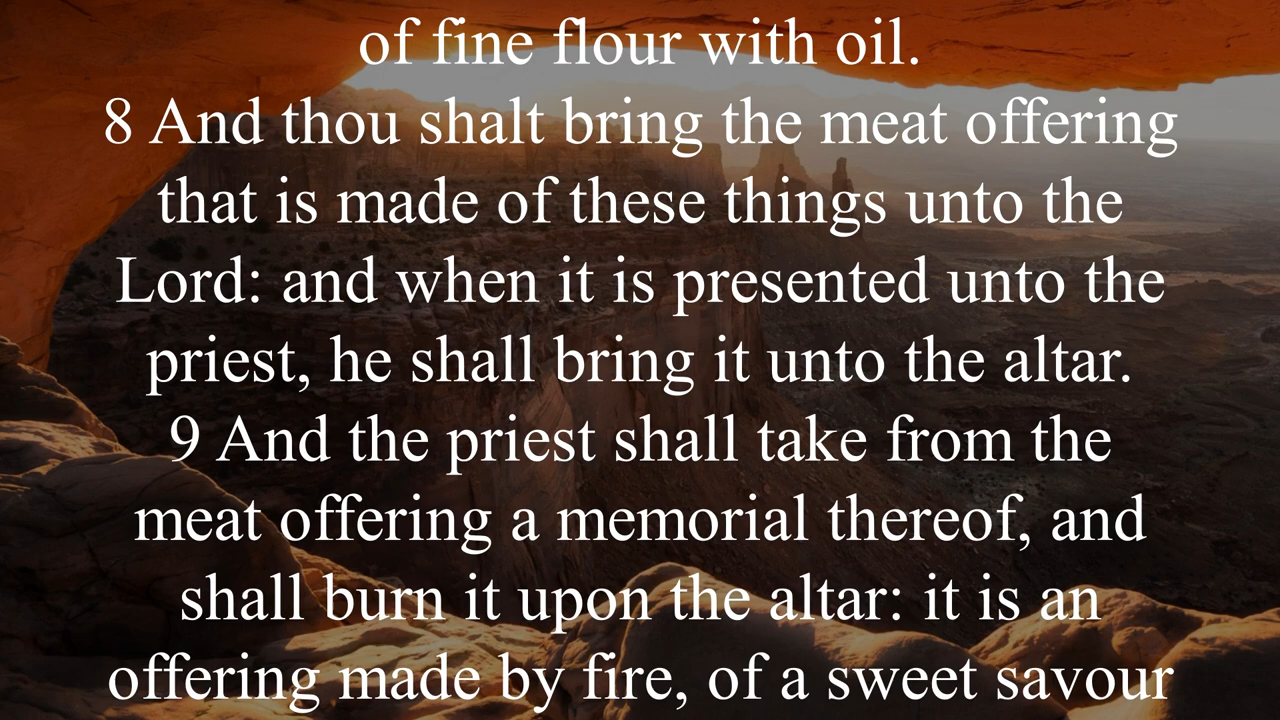 of fine flour with oil.
8 And thou shalt bring the meat offering
that is made of these things unto the
Lord: and when it is presented unto the
priest, he shall bring it unto the altar.
9 And the priest shall take from the
meat offering a memorial thereof, and
shall burn it upon the altar: it is an
offering made by fire, of a sweet savour